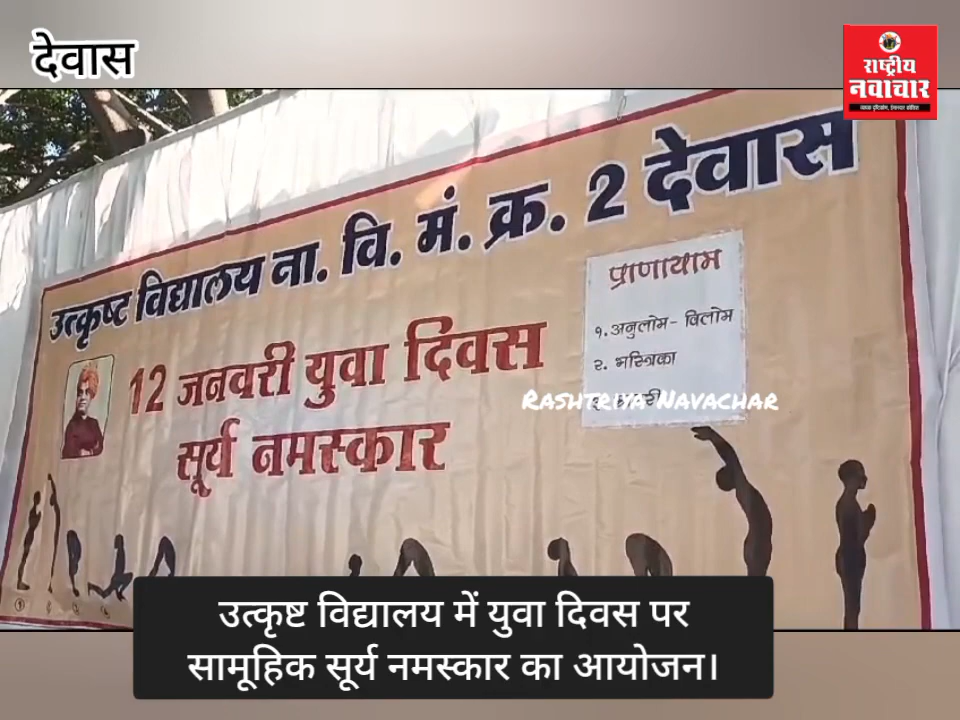 देवास
राष्ट्रीय
नवाचार
उत्कृष्ट विद्यालय ना. वि. मं. क्र. 2 देवास
12 जनवरी युवा दिवस
सूर्य नमस्कार
प्राणायाम
१. अनुलोम - विलोम
२. भस्त्रिका
Rashtriya Navachar
उत्कृष्ट विद्यालय में युवा दिवस पर
सामूहिक सूर्य नमस्कार का आयोजन।